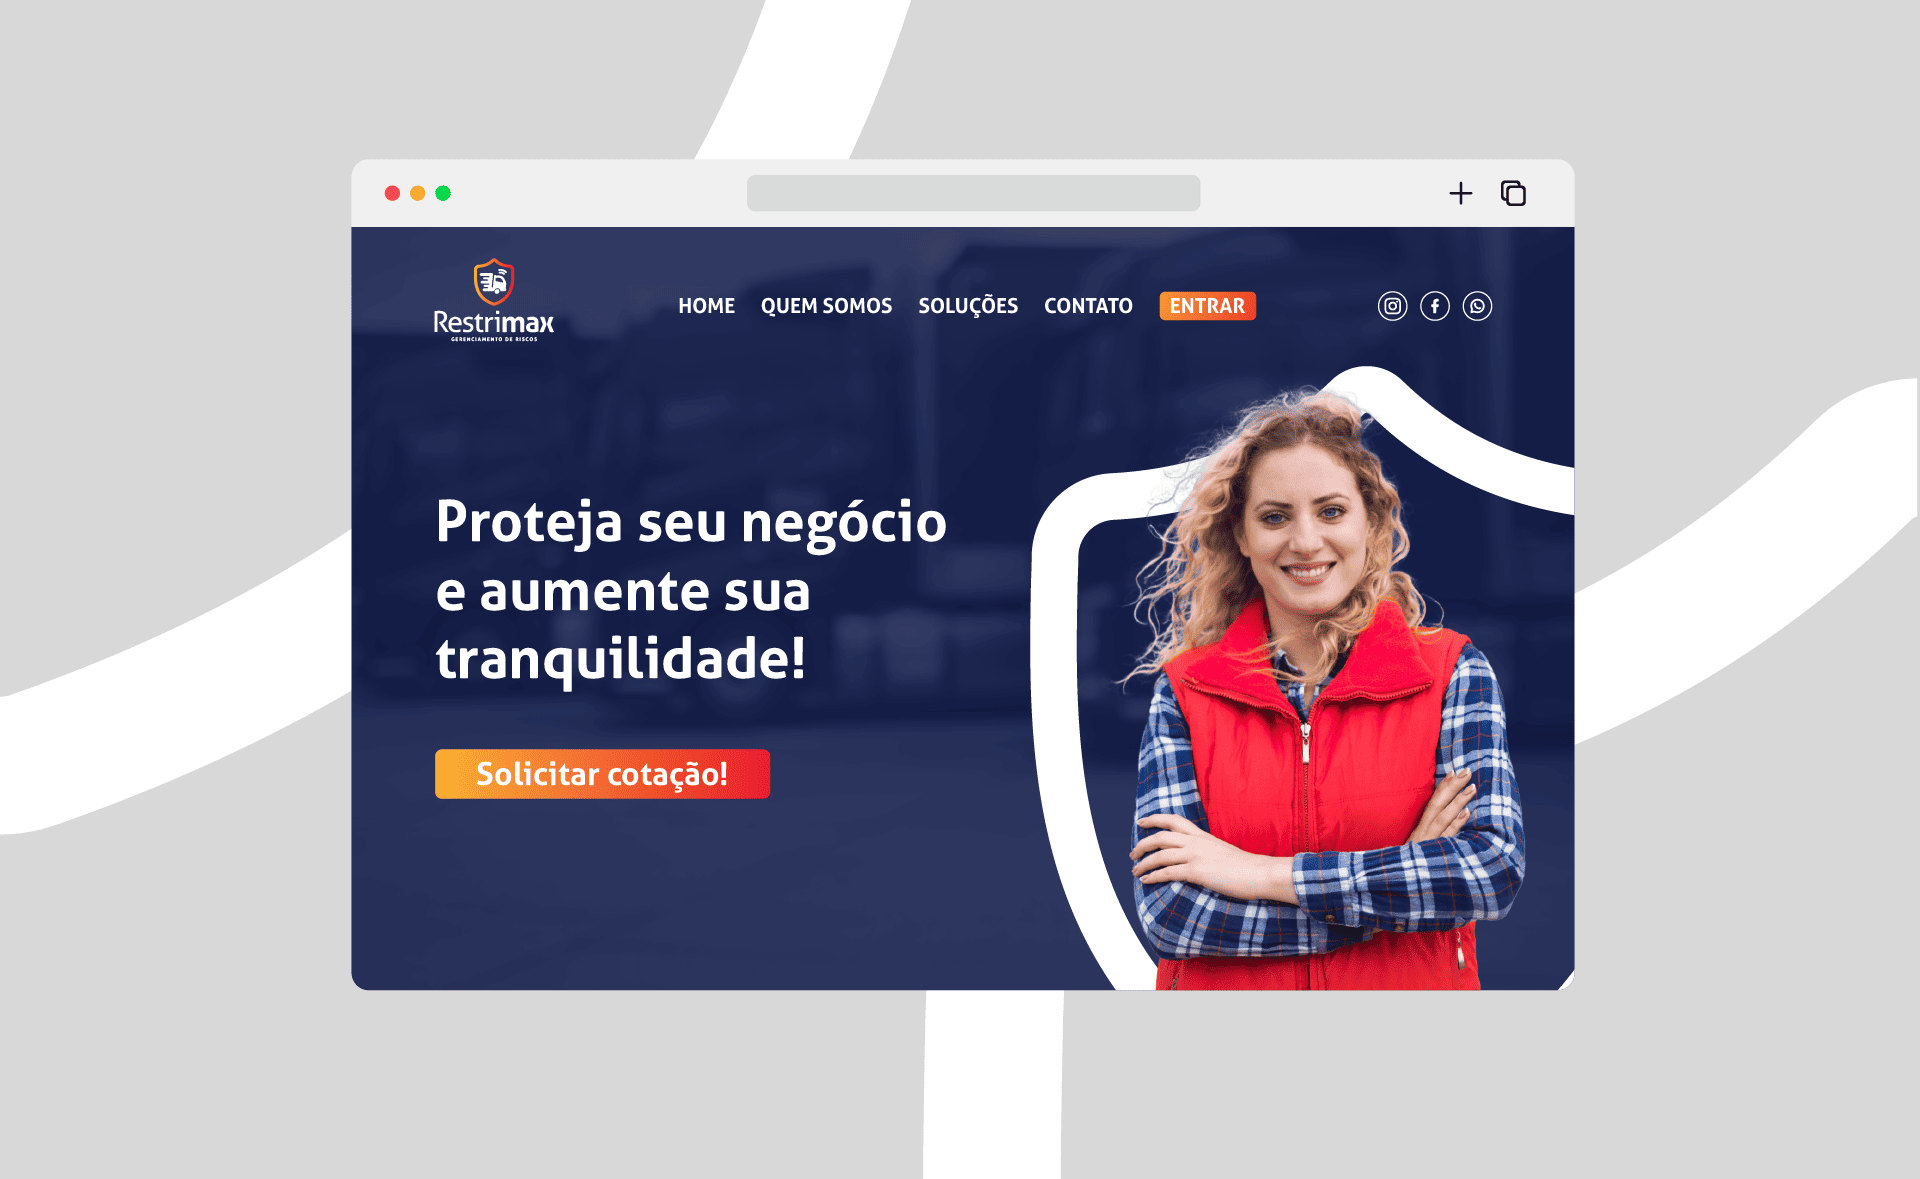 Restrimax
GERENCIAMENTO DE RISCOS
HOME QUEM SOMOS SOLUÇÕES CONTATO ENTRAR
Proteja seu negócio
e aumente sua
tranquilidade!
Solicitar cotação!